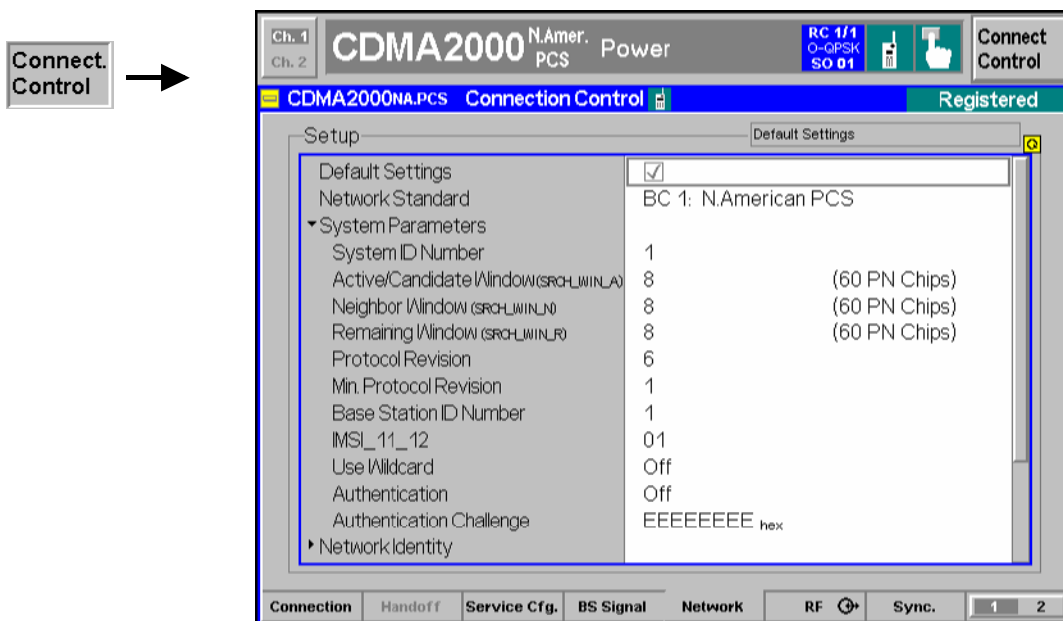 Connect.
Control
Ch. 1
Ch. 2
CDMA2000 N.Amer. PCS Power
RC 1/1
O-QPSK
SO 01
Connect
Control
CDMA2000NA.PCS Connection Control
Registered
Setup
Default Settings
Default Settings
Network Standard BC 1: N.American PCS
System Parameters
System ID Number 1
Active/Candidate Window (SRCH_WIN_A) 8 (60 PN Chips)
Neighbor Window (SRCH_WIN_N) 8 (60 PN Chips)
Remaining Window (SRCH_WIN_R) 8 (60 PN Chips)
Protocol Revision 6
Min. Protocol Revision 1
Base Station ID Number 1
IMSI_11_12 01
Use Wildcard Off
Authentication Off
Authentication Challenge EEEEEEEE hex
Network Identity
Connection Handoff Service Cfg. BS Signal Network RF Sync. 1 2